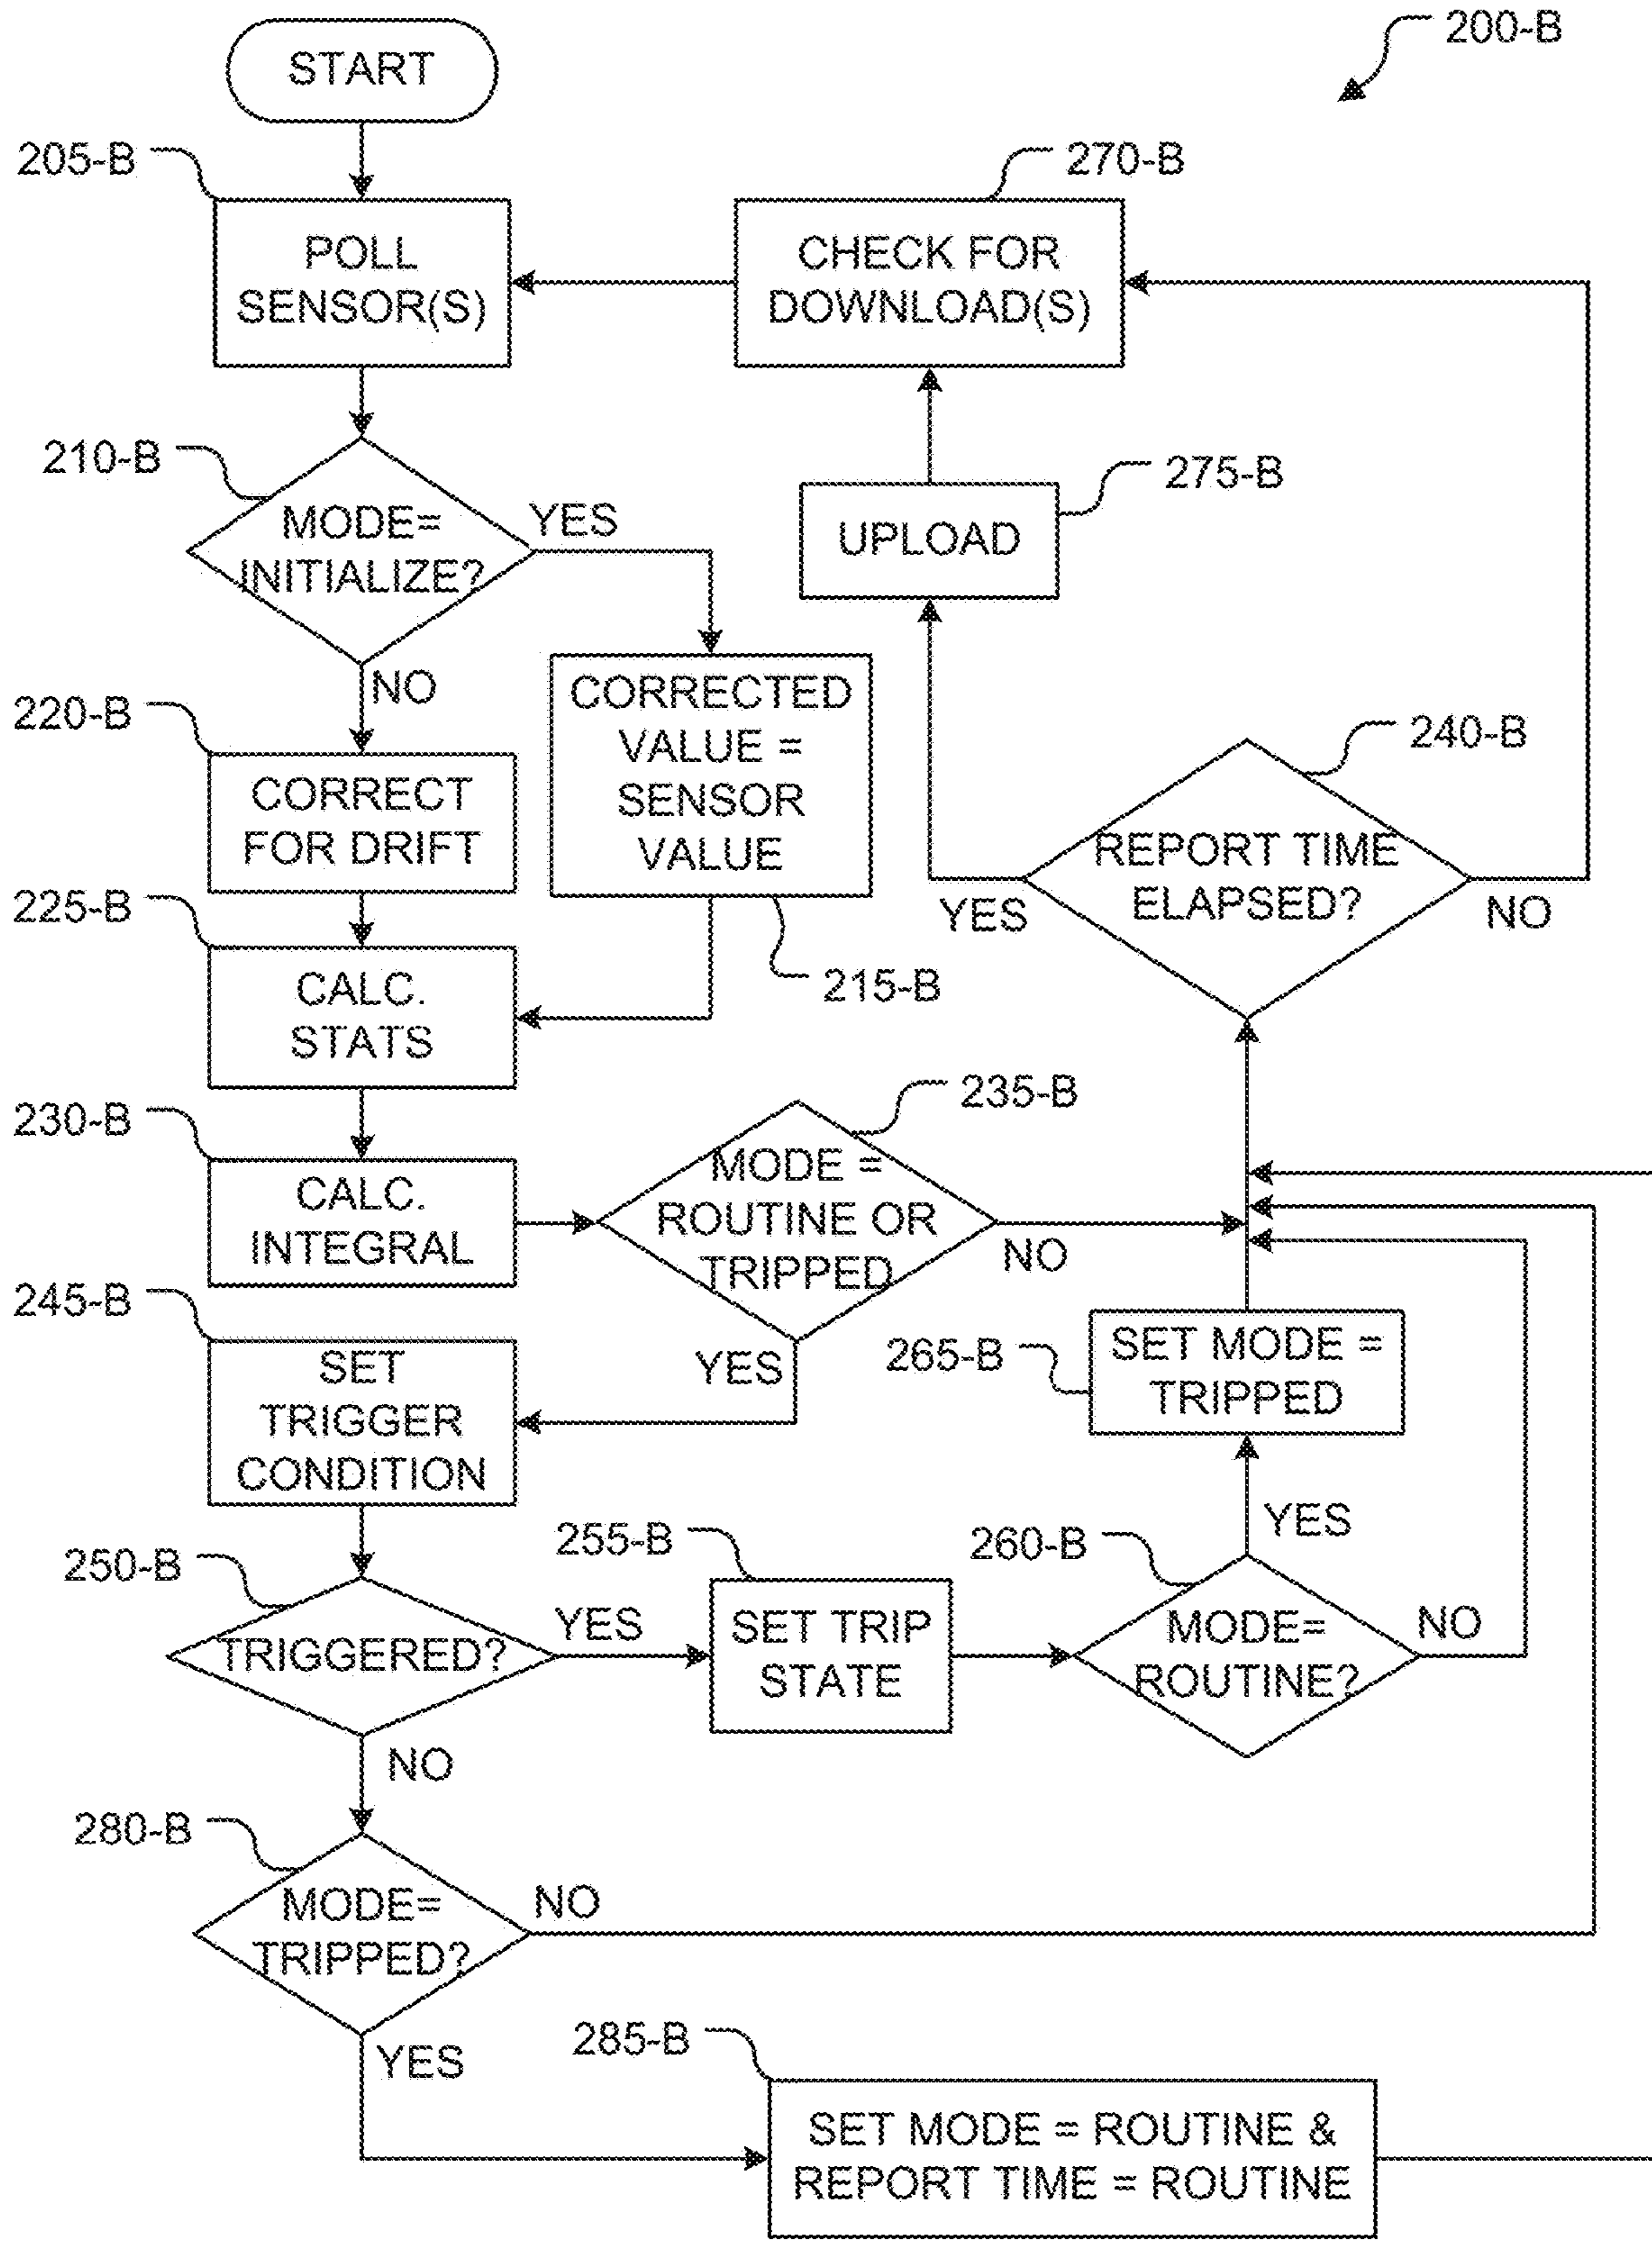 200-B
START
205-B
270-B
POLL
SENSOR(S)
CHECK FOR
DOWNLOAD(S)
210-B
MODE=
INITIALIZE?
YES
275-B
UPLOAD
NO
220-B
CORRECT
FOR DRIFT
CORRECTED
VALUE =
SENSOR
VALUE
240-B
REPORT TIME
ELAPSED?
YES
NO
225-B
CALC.
STATS
215-B
230-B
CALC.
INTEGRAL
235-B
MODE =
ROUTINE OR
TRIPPED
NO
YES
245-B
SET
TRIGGER
CONDITION
265-B
SET MODE =
TRIPPED
250-B
TRIGGERED?
YES
255-B
SET TRIP
STATE
260-B
YES
MODE=
ROUTINE?
NO
NO
280-B
MODE=
TRIPPED?
NO
YES
285-B
SET MODE = ROUTINE &
REPORT TIME = ROUTINE